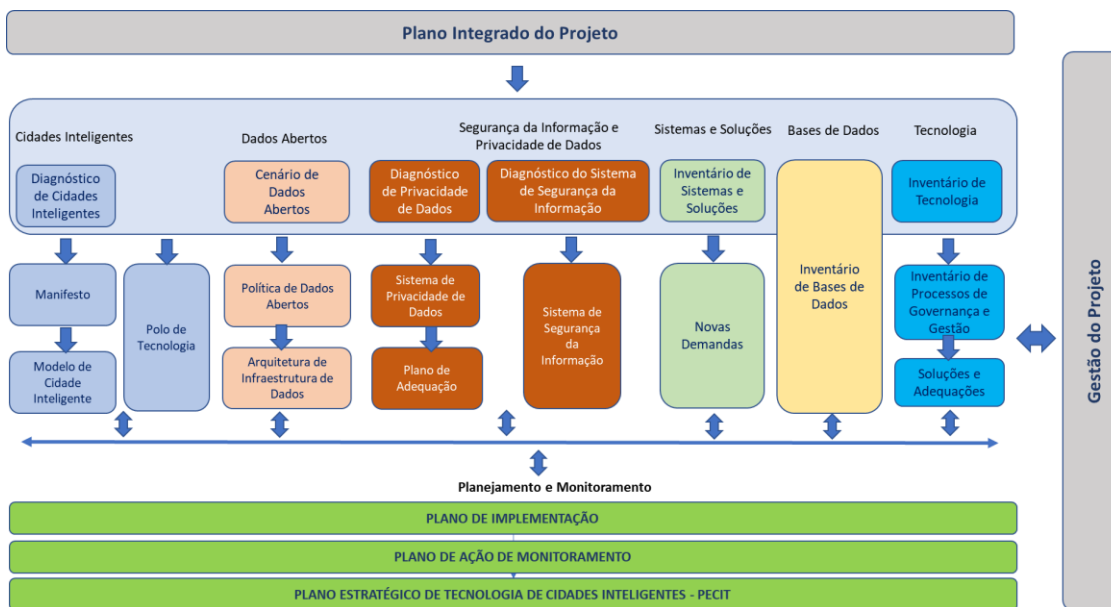 Plano Integrado do Projeto
Cidades Inteligentes
Dados Abertos
Segurança da Informação e
Privacidade de Dados
Sistemas e Soluções
Bases de Dados
Tecnologia
Diagnóstico
de Cidades
Inteligentes
Cenário de
Dados
Abertos
Diagnóstico
de Privacidade
de Dados
Diagnóstico do Sistema
de Segurança da
Informação
Inventário de
Sistemas e
Soluções
Inventário de
Tecnologia
Manifesto
Polo de
Tecnologia
Política de Dados
Abertos
Sistema de
Privacidade de
Dados
Sistema de
Segurança
da
Informação
Novas
Demandas
Inventário
de Bases de
Dados
Inventário de
Processos de
Governança e
Gestão
Modelo de
Cidade
Inteligente
Arquitetura de
Infraestrutura de
Dados
Plano de
Adequação
Soluções e
Adequações
Gestão do Projeto
Planejamento e Monitoramento
PLANO DE IMPLEMENTAÇÃO
PLANO DE AÇÃO DE MONITORAMENTO
PLANO ESTRATÉGICO DE TECNOLOGIA DE CIDADES INTELIGENTES - PECIT